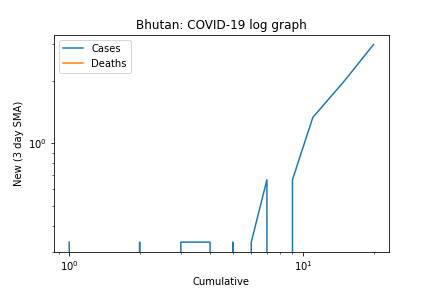 Bhutan: COVID-19 log graph
Cases
Deaths
New (3 day SMA)
10⁰
10⁰
10¹
Cumulative